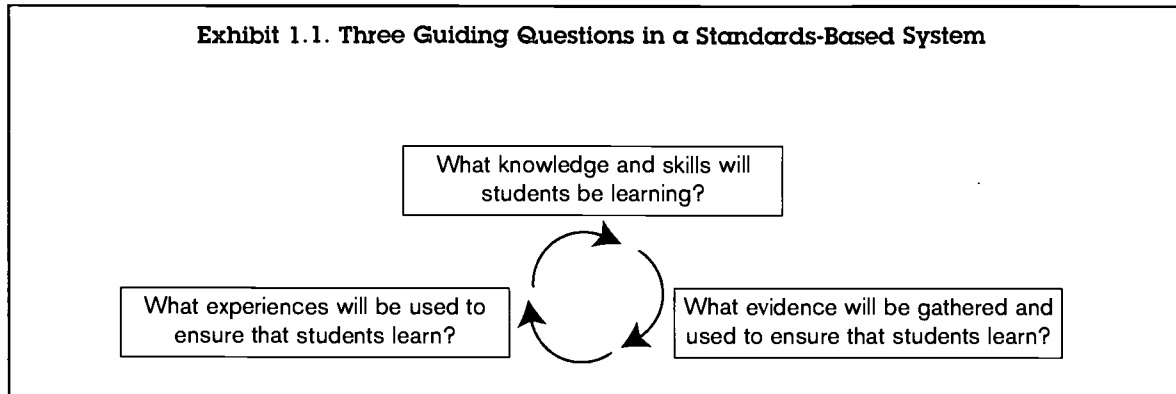 Exhibit 1.1. Three Guiding Questions in a Standards-Based System
What knowledge and skills will
students be learning?
What experiences will be used to
ensure that students learn?
What evidence will be gathered and
used to ensure that students learn?